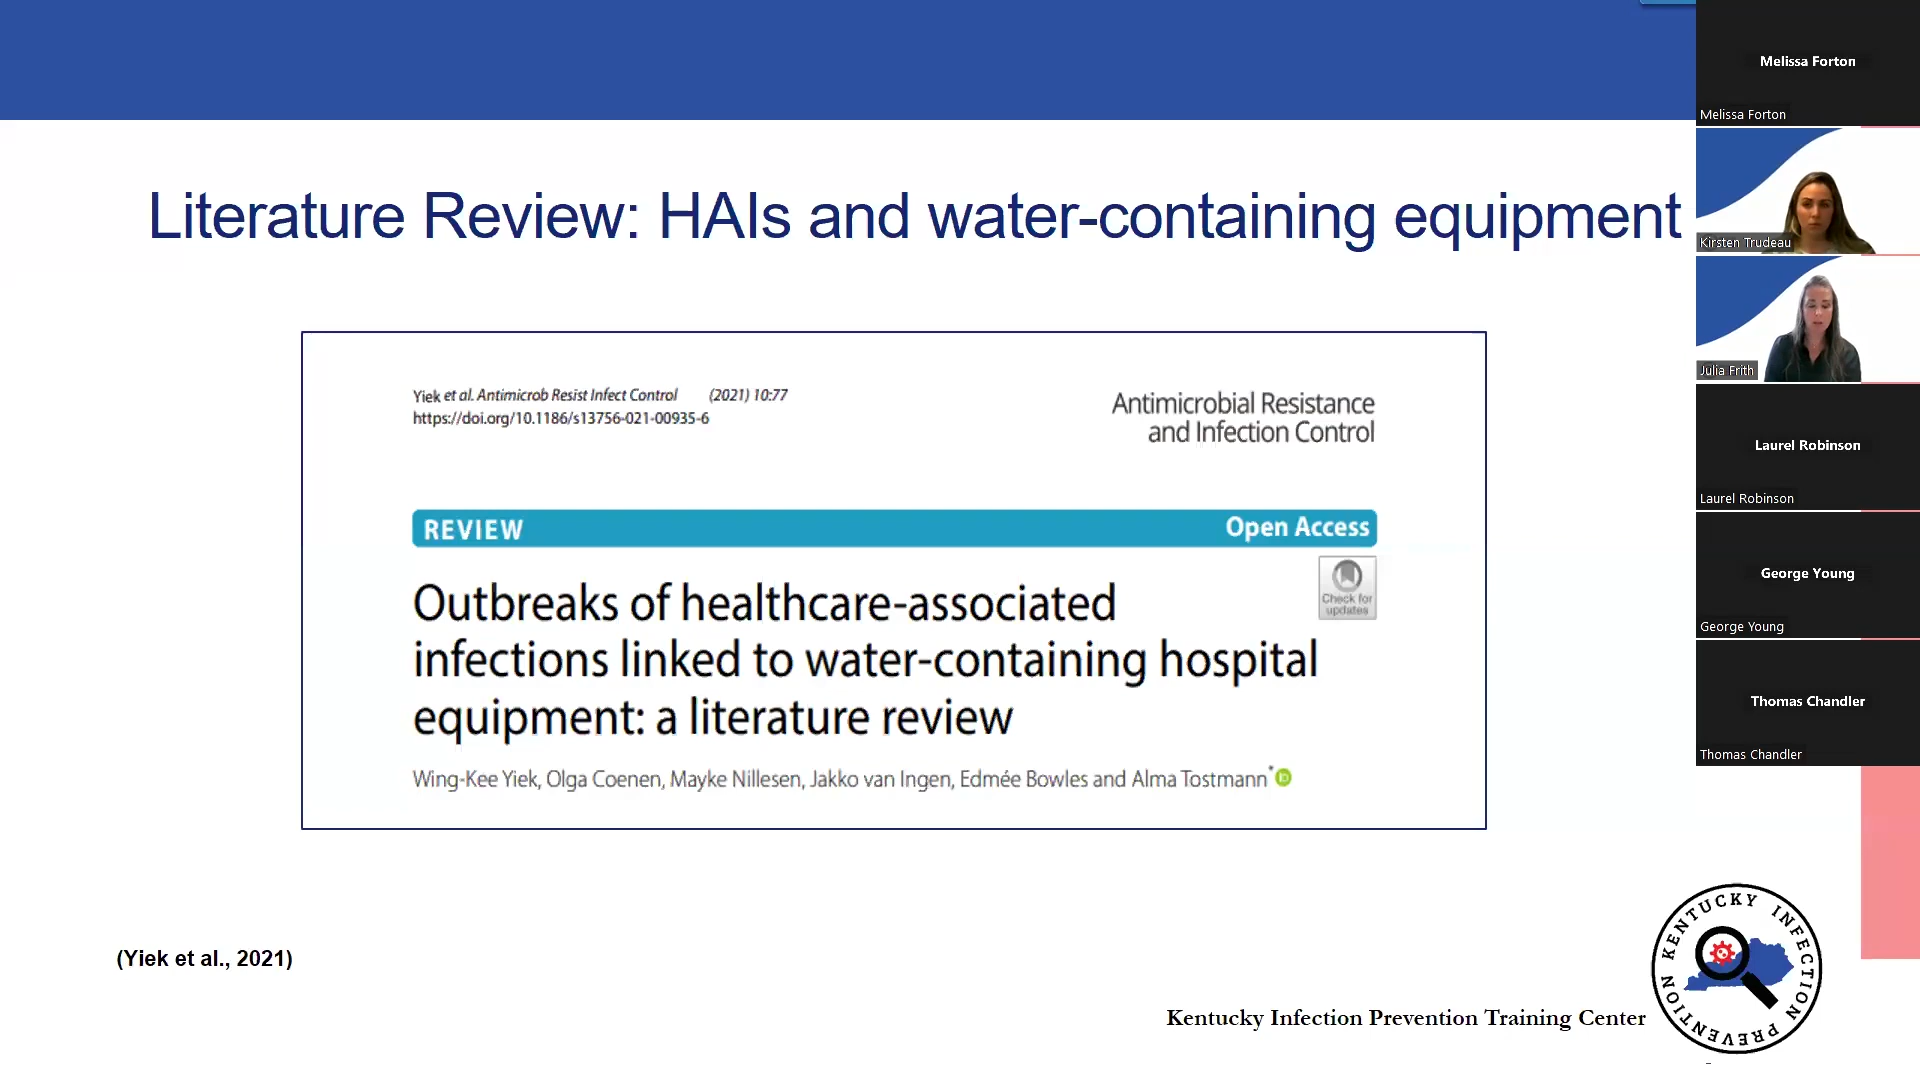 Literature Review: HAIs and water-containing equipment
Yiek et al. Antimicrob Resist Infect Control (2021) 10:77
https://doi.org/10.1186/s13756-021-00935-6
Antimicrobial Resistance
and Infection Control
REVIEW
Open Access
Check for
updates
Outbreaks of healthcare-associated
infections linked to water-containing hospital
equipment: a literature review
Wing-Kee Yiek, Olga Coenen, Mayke Nillesen, Jakko van Ingen, Edmée Bowles and Alma Tostmann*
(Yiek et al., 2021)
Kentucky Infection Prevention Training Center
KENTUCKY INFECTION PREVENTION
Melissa Forton
Melissa Forton
Kirsten Trudeau
Julia Frith
Laurel Robinson
Laurel Robinson
George Young
George Young
Thomas Chandler
Thomas Chandler